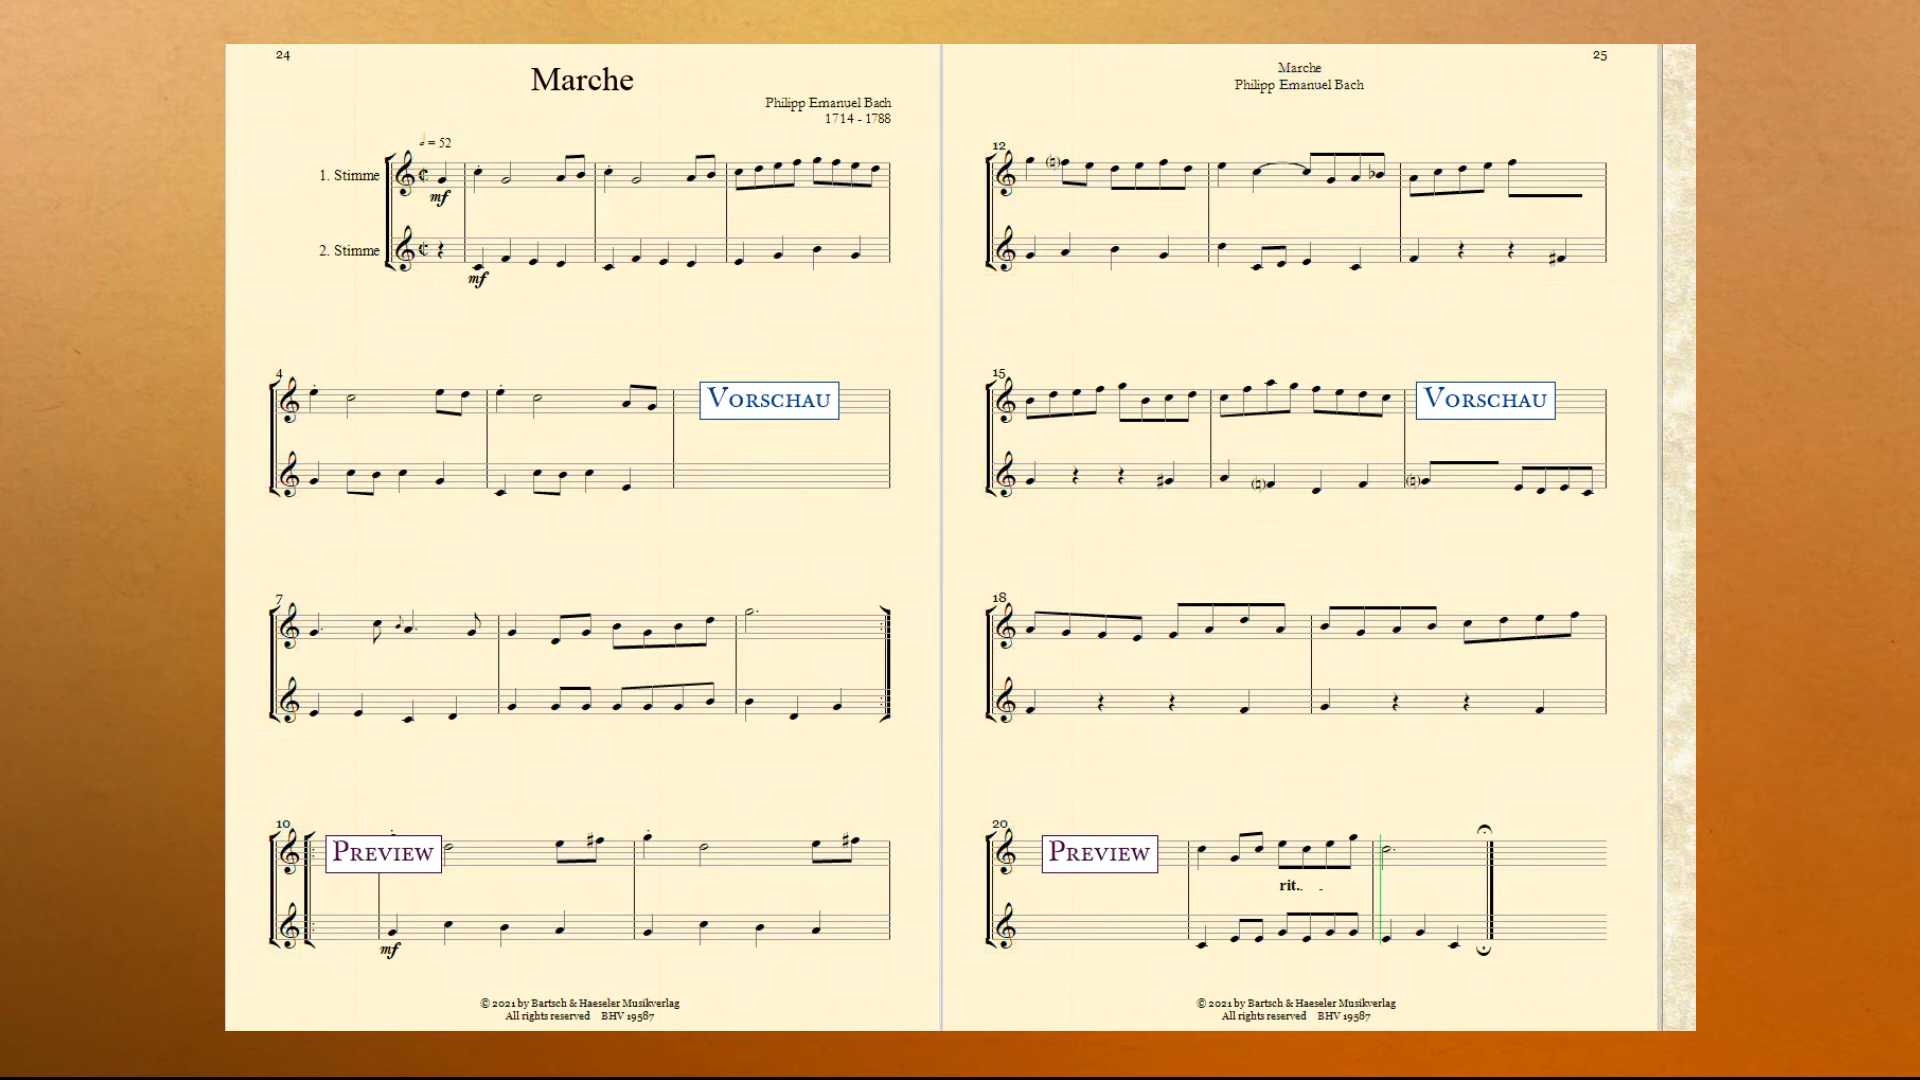 24
Marche
Philipp Emanuel Bach
1714 - 1788
= 52
1. Stimme
mf
2. Stimme
mf
4
VORSCHAU
7
10
PREVIEW
mf
© 2021 by Bartsch & Haeseler Musikverlag
All rights reserved BHV 19587
25
Marche
Philipp Emanuel Bach
12
15
VORSCHAU
18
20
PREVIEW
rit.
© 2021 by Bartsch & Haeseler Musikverlag
All rights reserved BHV 19587